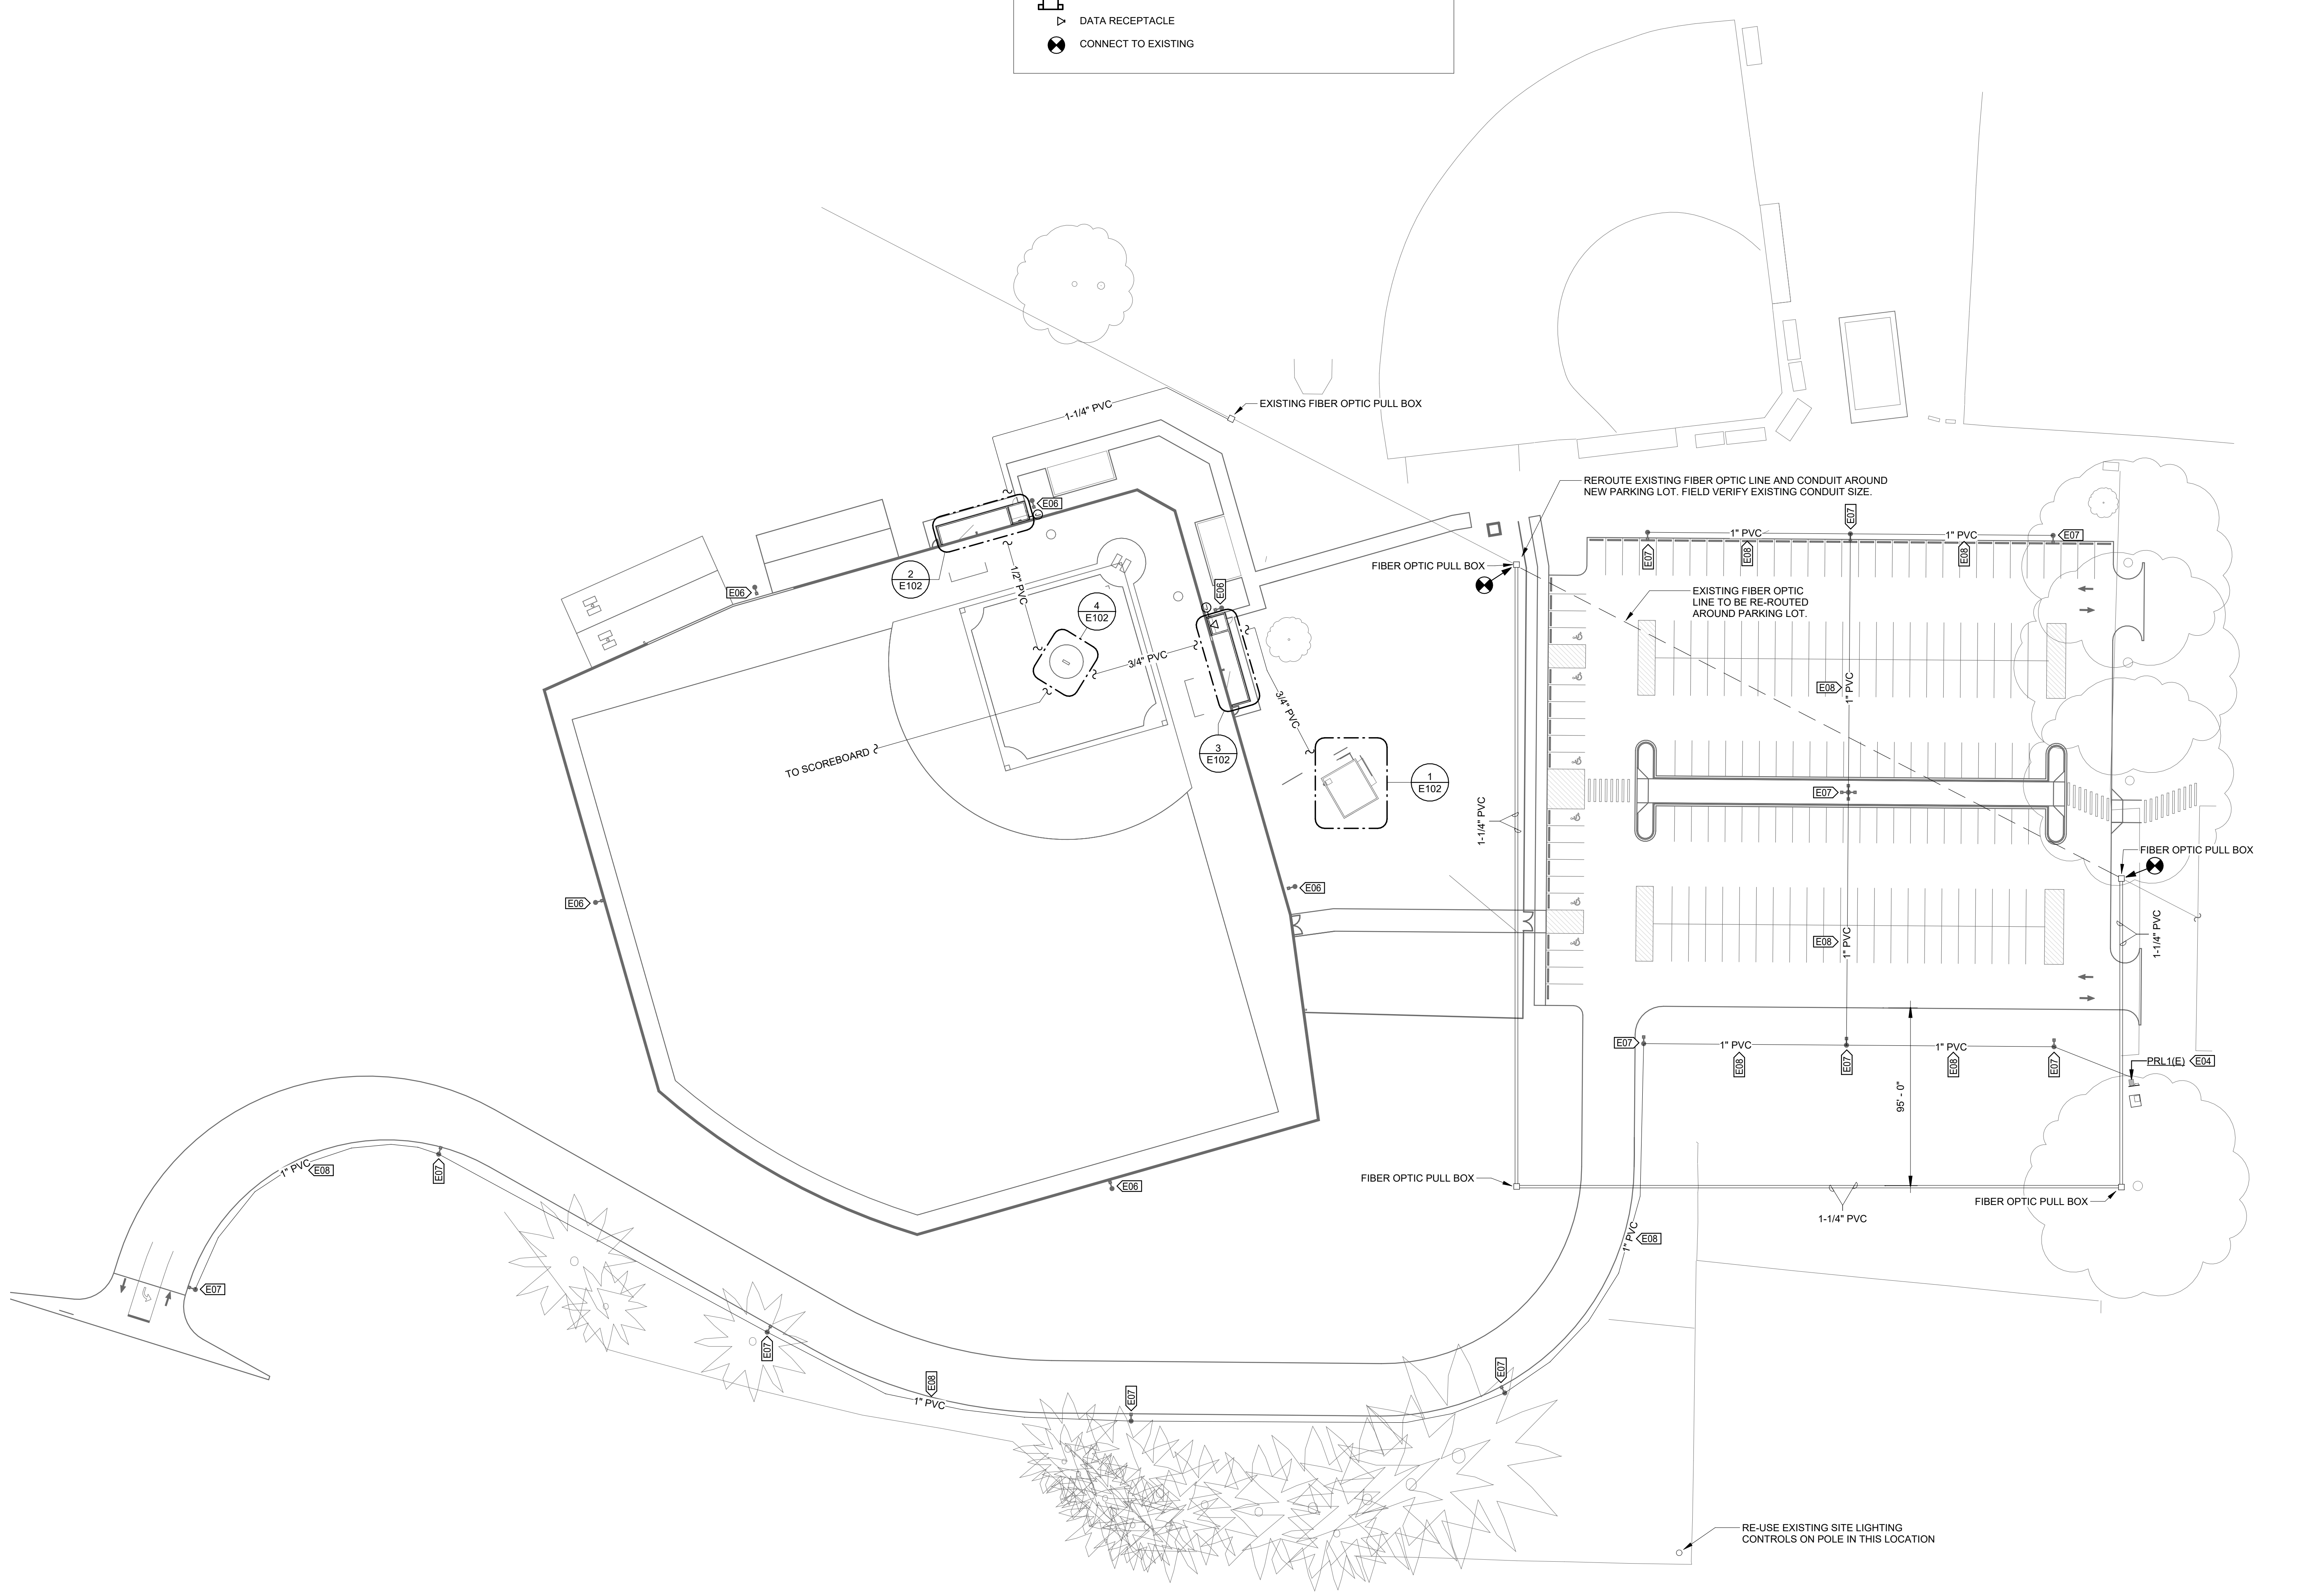 DATA RECEPTACLE
CONNECT TO EXISTING
1-1/4" PVC
EXISTING FIBER OPTIC PULL BOX
REROUTE EXISTING FIBER OPTIC LINE AND CONDUIT AROUND
NEW PARKING LOT. FIELD VERIFY EXISTING CONDUIT SIZE.
E06
E07
1" PVC
1" PVC
E07
E07
E08
E08
FIBER OPTIC PULL BOX
2
E102
1/2" PVC
E06
E06
4
E102
EXISTING FIBER OPTIC
LINE TO BE RE-ROUTED
AROUND PARKING LOT.
3/4" PVC
E08
1" PVC
3/4" PVC
TO SCOREBOARD
3
E102
1
E102
E07
1-1/4" PVC
FIBER OPTIC PULL BOX
E06
E06
E08
1" PVC
1-1/4" PVC
E07
1" PVC
E08
E07
1" PVC
E08
E07
PRL1(E)
E04
95' - 0"
1" PVC
E08
E07
E06
FIBER OPTIC PULL BOX
FIBER OPTIC PULL BOX
1-1/4" PVC
1" PVC
E08
E07
E07
E08
1" PVC
E07
E07
RE-USE EXISTING SITE LIGHTING
CONTROLS ON POLE IN THIS LOCATION